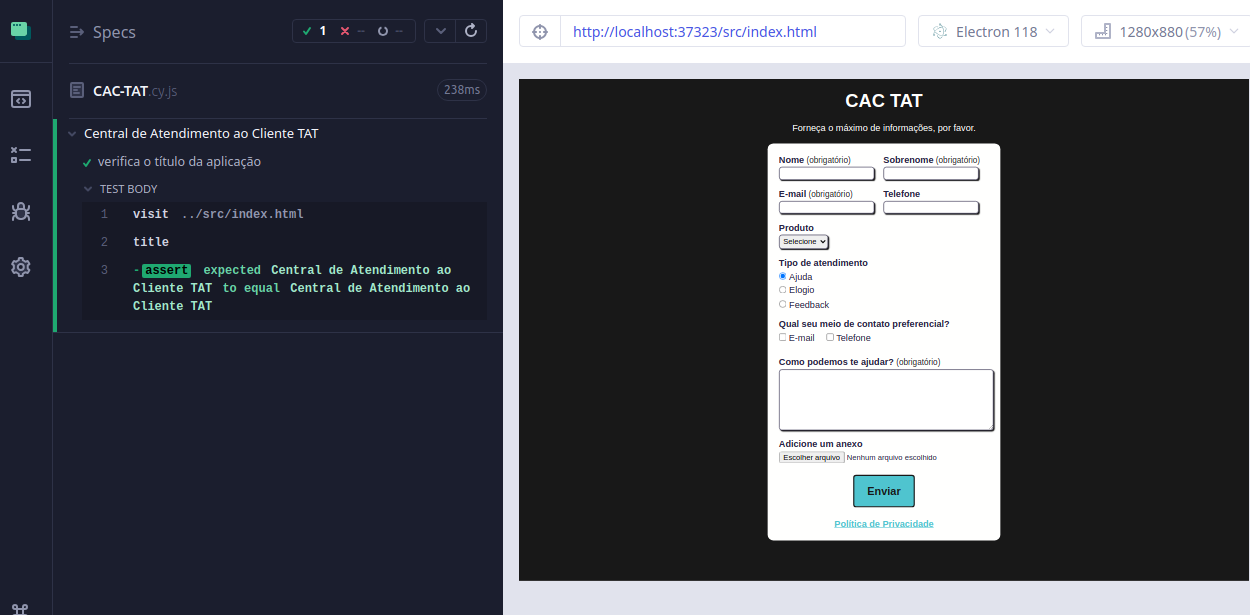 Specs
1 -- --
CAC-TAT.cy.js 238ms
Central de Atendimento ao Cliente TAT
verifica o título da aplicação
TEST BODY
1 visit ../src/index.html
2 title
3 -assert expected Central de Atendimento ao
Cliente TAT to equal Central de Atendimento ao
Cliente TAT
http://localhost:37323/src/index.html
Electron 118
1280x880 (57%)
CAC TAT
Forneça o máximo de informações, por favor.
Nome (obrigatório) Sobrenome (obrigatório)
E-mail (obrigatório) Telefone
Produto
Selecione
Tipo de atendimento
Ajuda
Elogio
Feedback
Qual seu meio de contato preferencial?
E-mail Telefone
Como podemos te ajudar? (obrigatório)
Adicione um anexo
Escolher arquivo Nenhum arquivo escolhido
Enviar
Política de Privacidade